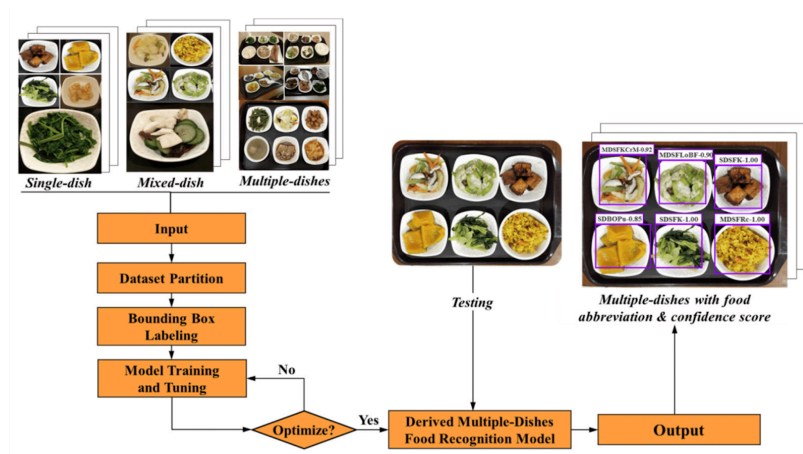 Single-dish
Mixed-dish
Multiple-dishes
Input
Dataset Partition
Bounding Box
Labeling
Model Training
and Tuning
No
Optimize?
Yes
Testing
Derived Multiple-Dishes
Food Recognition Model
Output
MDSFKCrM-0.92
MDSFLoBF-0.90
SDSFK-1.00
SDBOPu-0.85
SDSFK-1.00
MDSFRc-1.00
Multiple-dishes with food
abbreviation & confidence score